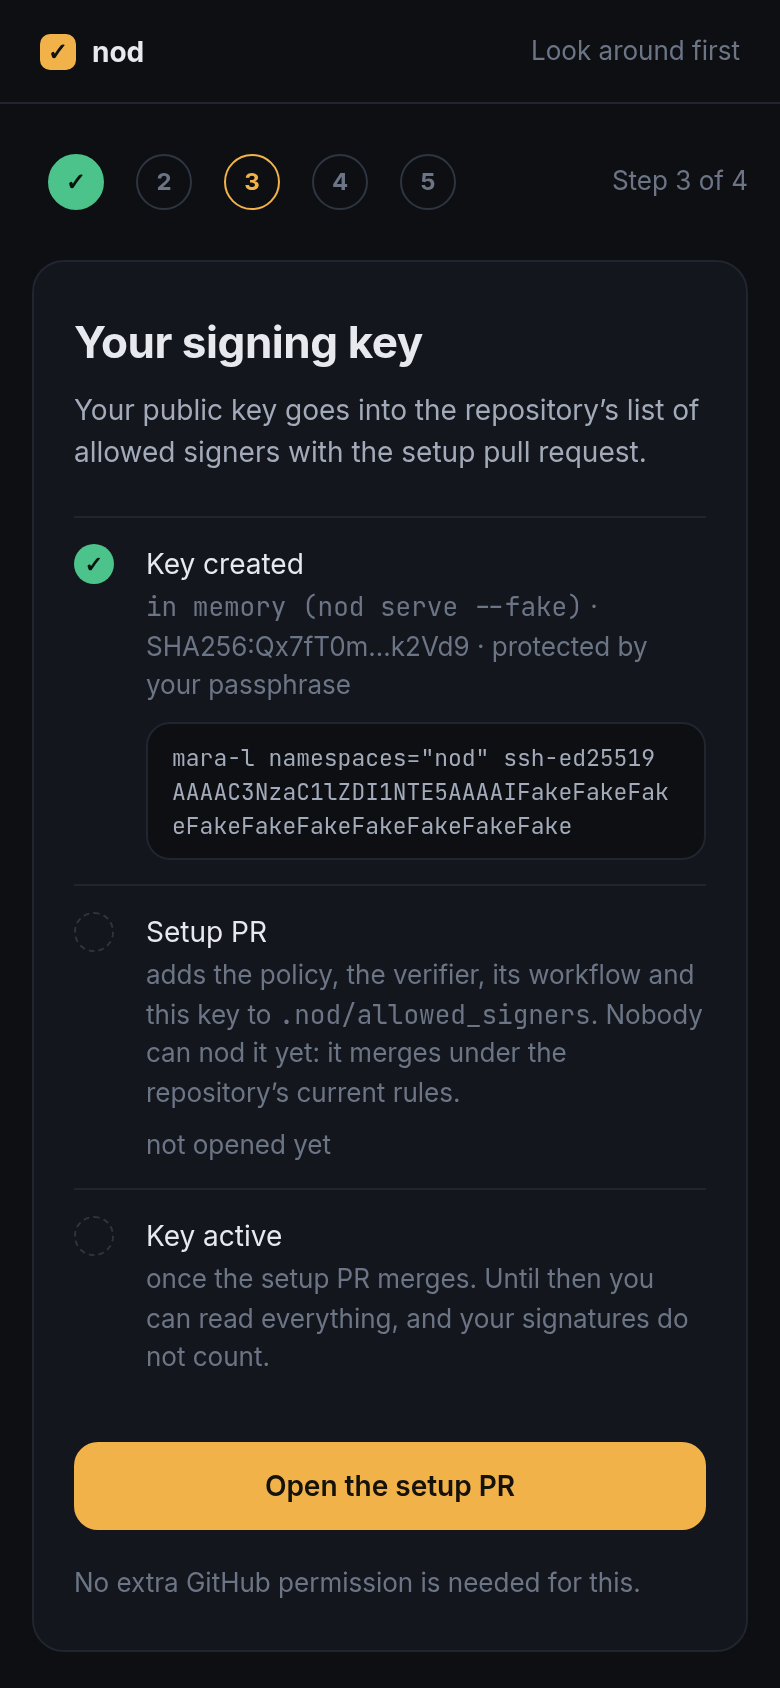 ✓ nod
Look around first
✓ 2 3 4 5
Step 3 of 4
Your signing key
Your public key goes into the repository’s list of
allowed signers with the setup pull request.
✓ Key created
in memory (nod serve --fake) ·
SHA256:Qx7fT0m…k2Vd9 · protected by
your passphrase
mara-l namespaces="nod" ssh-ed25519
AAAAC3NzaC1lZDI1NTE5AAAAIFakeFakeFak
eFakeFakeFakeFakeFakeFakeFake
Setup PR
adds the policy, the verifier, its workflow and
this key to .nod/allowed_signers. Nobody
can nod it yet: it merges under the
repository’s current rules.
not opened yet
Key active
once the setup PR merges. Until then you
can read everything, and your signatures do
not count.
Open the setup PR
No extra GitHub permission is needed for this.